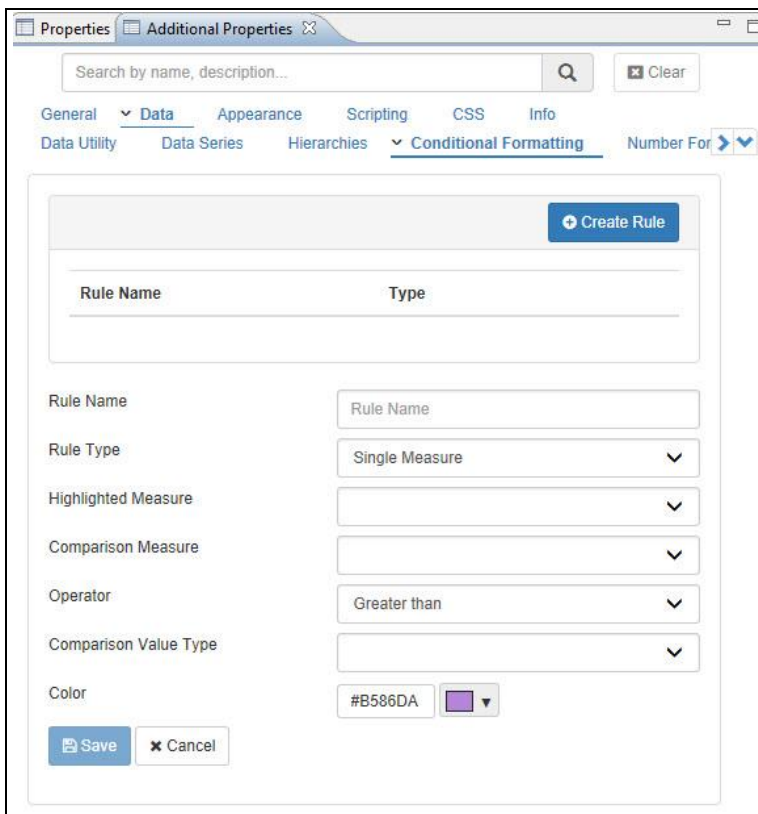 Properties Additional Properties
Search by name, description... Clear
General Data Appearance Scripting CSS Info
Data Utility Data Series Hierarchies Conditional Formatting Number For
Create Rule
Rule Name Type
Rule Name Rule Name
Rule Type Single Measure
Highlighted Measure
Comparison Measure
Operator Greater than
Comparison Value Type
Color #B586DA
Save Cancel